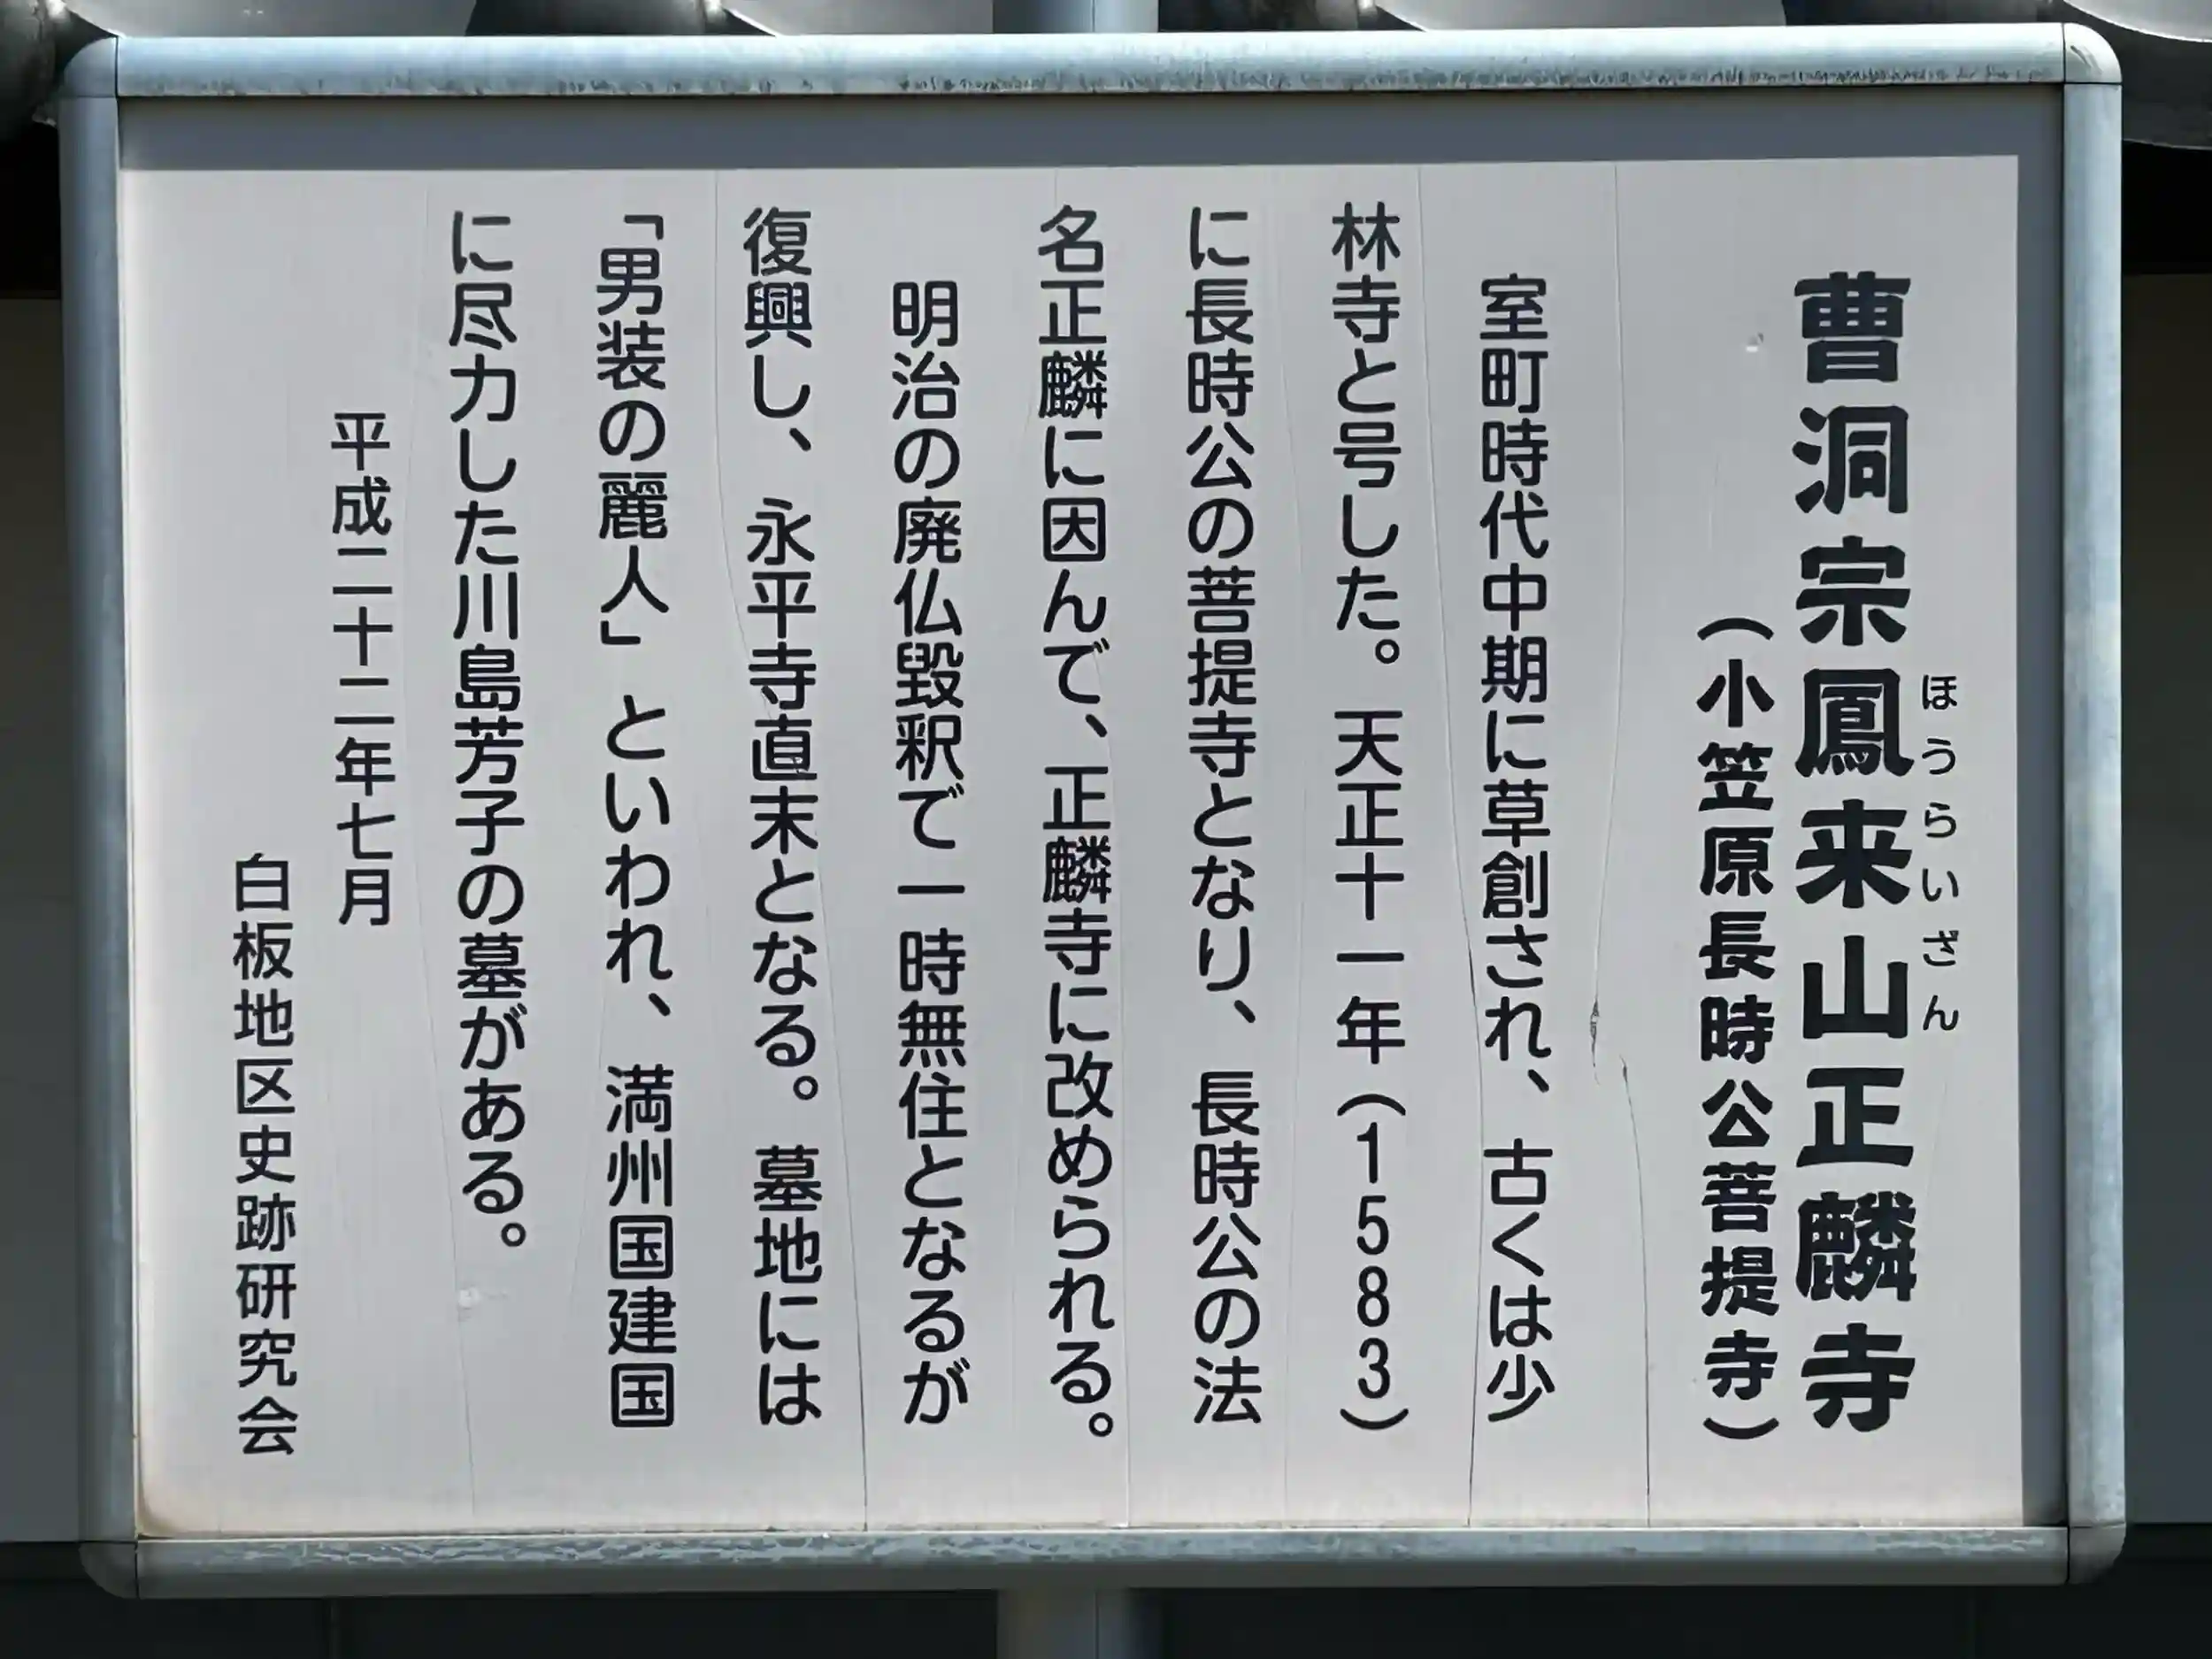 曹洞宗鳳来山正麟寺
ほうらいざん
（小笠原長時公菩提寺）
室町時代中期に草創され、古くは少
林寺と号した。天正十一年（1583）
に長時公の菩提寺となり、長時公の法
名正麟に因んで、正麟寺に改められる。
明治の廃仏毀釈で一時無住となるが
復興し、永平寺直末となる。墓地には
「男装の麗人」といわれ、満州国建国
に尽力した川島芳子の墓がある。
平成二十二年七月
白板地区史跡研究会